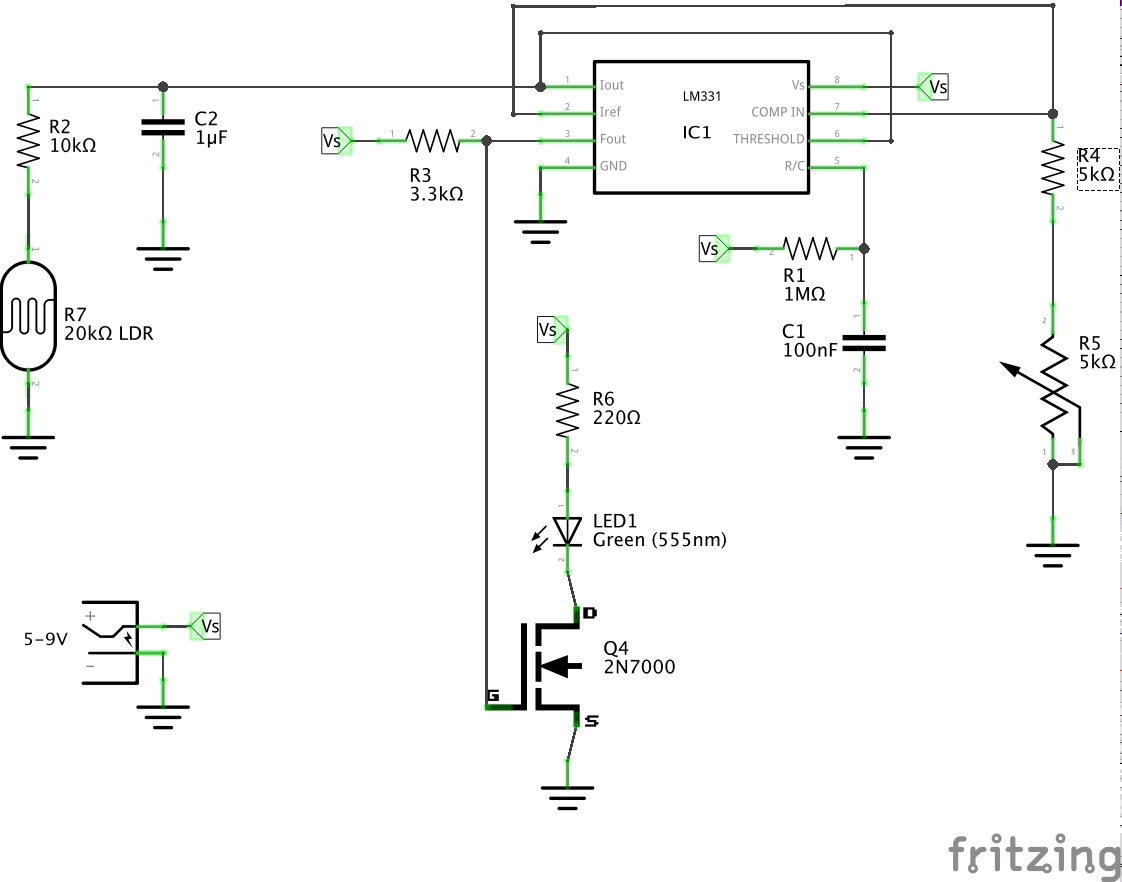 1 Iout Vs 8 Vs
2 Iref LM331 COMP IN 7
IC1
Vs 1 2 3 Fout THRESHOLD 6
4 GND R/C 5
1
R2
10kΩ
2
1
C2
1µF
2
R3
3.3kΩ
1
R4
5kΩ
2
Vs 2 1
R1
1MΩ
1
R7
20kΩ LDR
2
Vs
1
C1
100nF
2
2
R5
5kΩ
1 3
1
R6
220Ω
2
1
LED1
Green (555nm)
2
D
Q4
2N7000
G
S
5-9V
+
-
Vs
fritzing